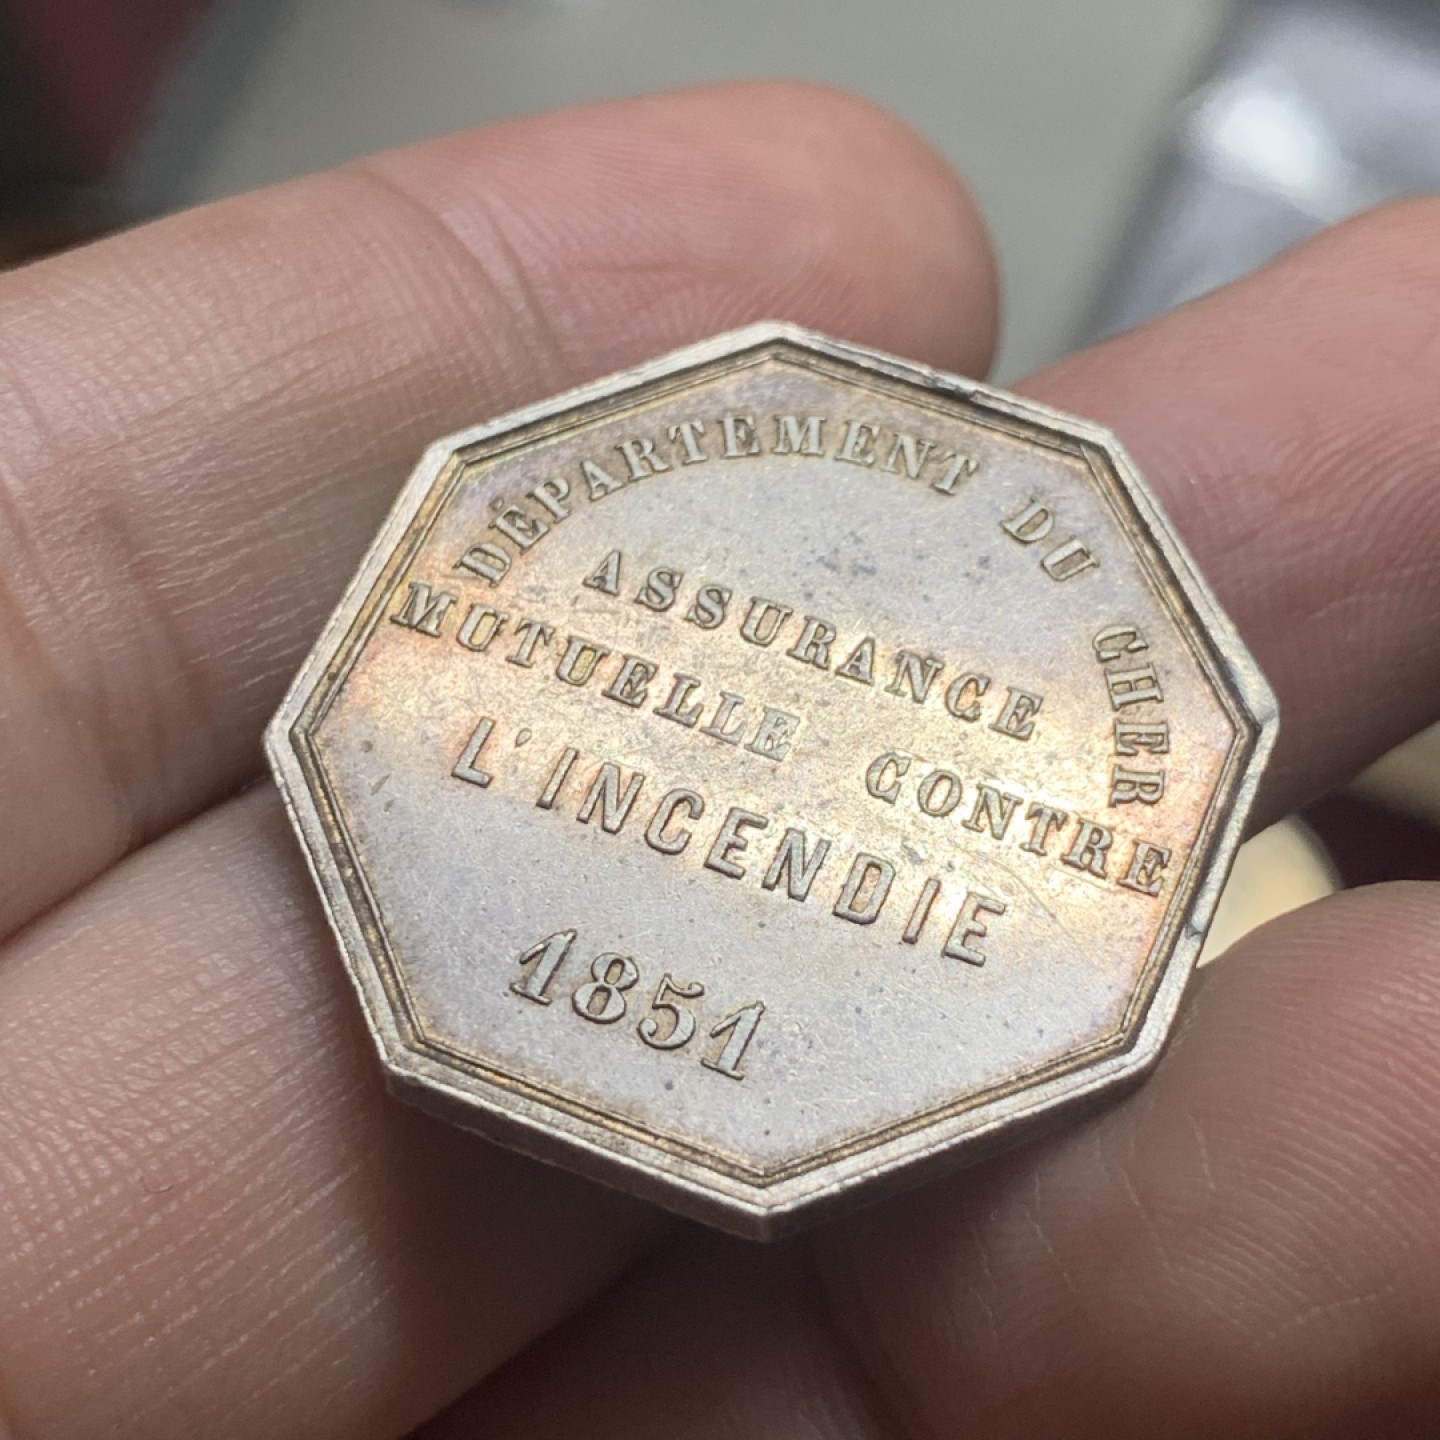 DÉPARTEMENT DU CHER
ASSURANCE
MUTUELLE CONTRE
L'INCENDIE
1851